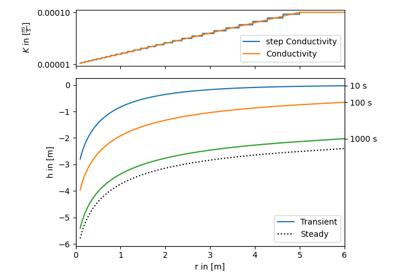 0.00010
K in [m/s]
step Conductivity
Conductivity
0.00001
0
10 s
−1
100 s
−2
1000 s
h in [m]
−3
−4
−5
Transient
Steady
−6
0 1 2 3 4 5 6
r in [m]